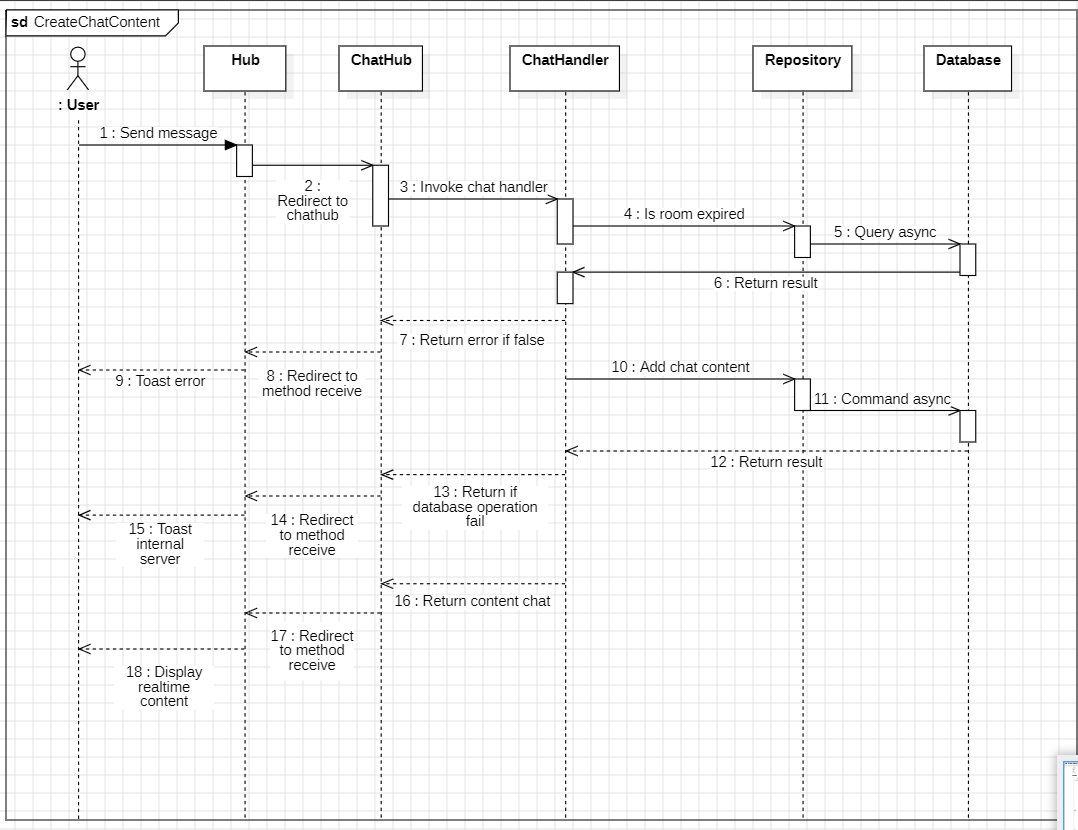 sd CreateChatContent
Hub
ChatHub
ChatHandler
Repository
Database
: User
1 : Send message
2 :
Redirect to
chathub
3 : Invoke chat handler
4 : Is room expired
5 : Query async
6 : Return result
7 : Return error if false
8 : Redirect to
method receive
9 : Toast error
10 : Add chat content
11 : Command async
12 : Return result
13 : Return if
database operation
fail
14 : Redirect
to method
receive
15 : Toast
internal
server
16 : Return content chat
17 : Redirect
to method
receive
18 : Display
realtime
content